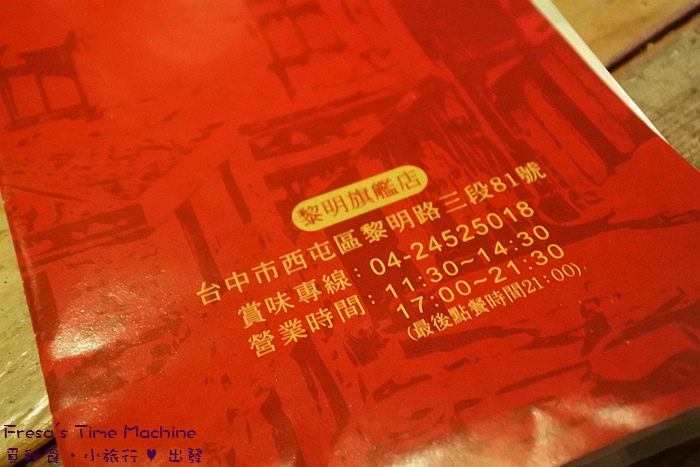 黎明旗艦店
台中市西屯區黎明路三段81號
賞味專線：04-24525018
營業時間：11:30~14:30
17:00~21:30
(最後點餐時間21:00)
Fresa's Time Machine
覓秘食・小旅行 ♥ 出發